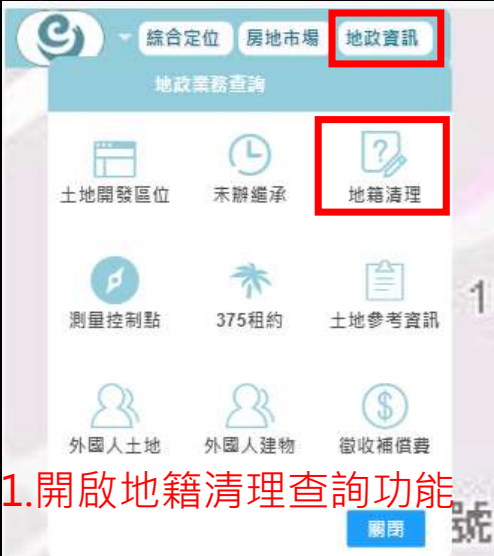 綜合定位 房地市場 地政資訊
地政業務查詢
土地開發區位 未辦繼承 地籍清理
測量控制點 375租約 土地參考資訊
1
外國人土地 外國人建物 徵收補償費
1.開啟地籍清理查詢功能
關閉 號